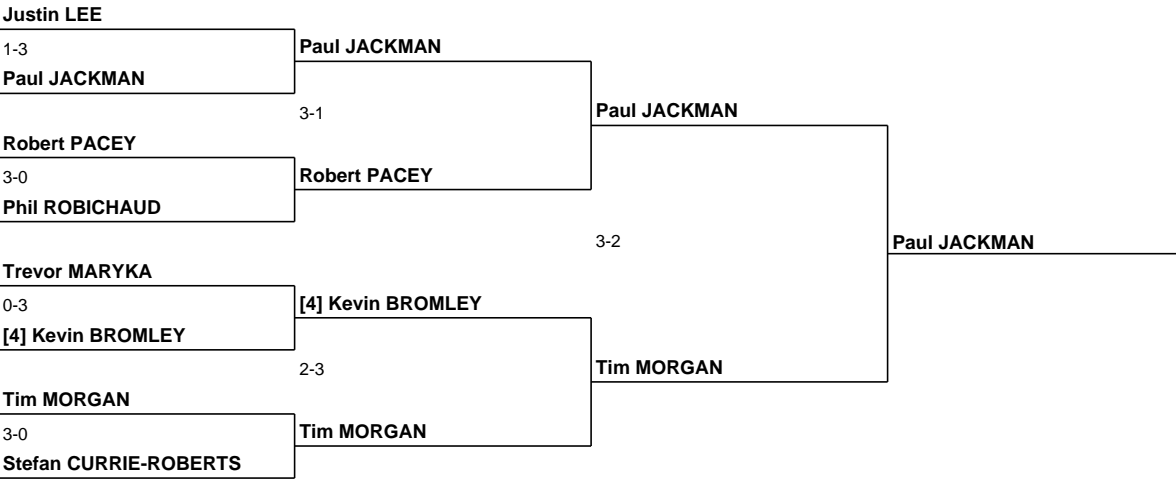 Justin LEE
1-3
Paul JACKMAN
Paul JACKMAN
3-1
Paul JACKMAN
Robert PACEY
3-0
Robert PACEY
Phil ROBICHAUD
3-2
Paul JACKMAN
Trevor MARYKA
0-3
[4] Kevin BROMLEY
[4] Kevin BROMLEY
2-3
Tim MORGAN
Tim MORGAN
3-0
Tim MORGAN
Stefan CURRIE-ROBERTS